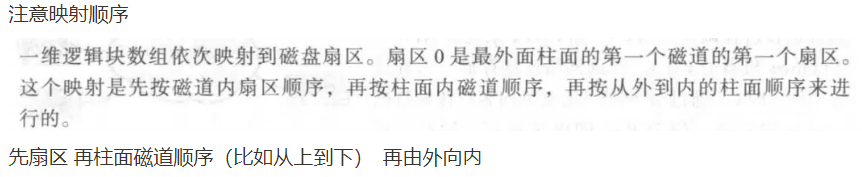 注意映射顺序
一维逻辑块数组依次映射到磁盘扇区。扇区 0 是最外面柱面的第一个磁道的第一个扇区。
这个映射是先按磁道内扇区顺序，再按柱面内磁道顺序，再按从外到内的柱面顺序来进
行的。
先扇区 再柱面磁道顺序（比如从上到下） 再由外向内